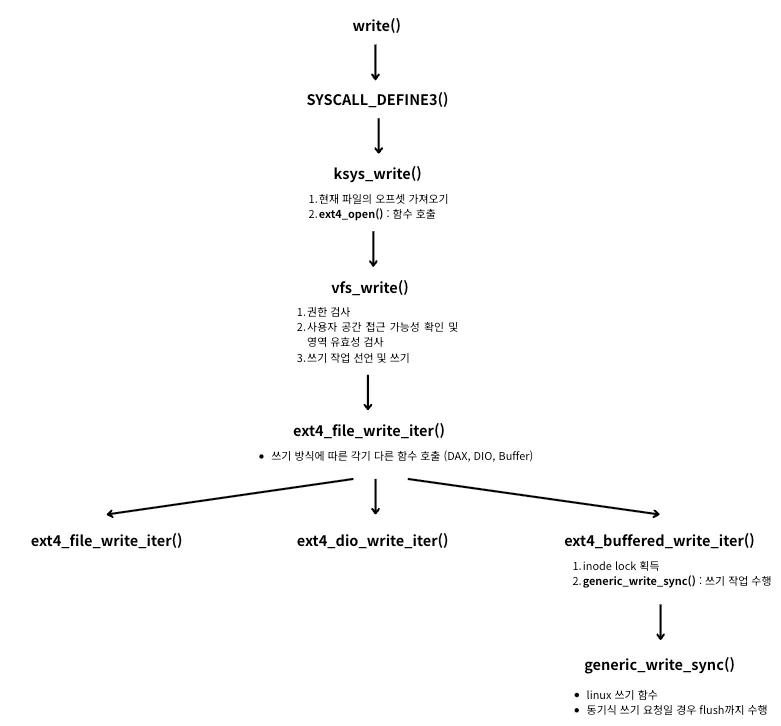 write()
SYSCALL_DEFINE3()
ksys_write()
1.현재 파일의 오프셋 가져오기
2.ext4_open() : 함수 호출
vfs_write()
1.권한 검사
2.사용자 공간 접근 가능성 확인 및
영역 유효성 검사
3.쓰기 작업 선언 및 쓰기
ext4_file_write_iter()
• 쓰기 방식에 따른 각기 다른 함수 호출 (DAX, DIO, Buffer)
ext4_file_write_iter()
ext4_dio_write_iter()
ext4_buffered_write_iter()
1.inode lock 획득
2.generic_write_sync() : 쓰기 작업 수행
generic_write_sync()
• linux 쓰기 함수
• 동기식 쓰기 요청일 경우 flush까지 수행